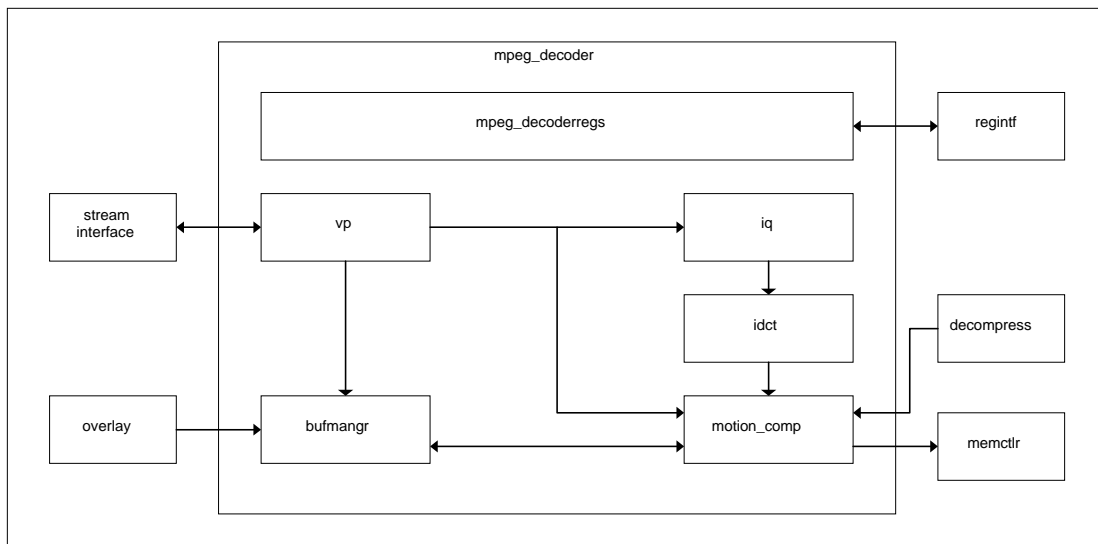 mpeg_decoder
mpeg_decoderregs
regintf
stream
interface
vp
iq
idct
decompress
overlay
bufmangr
motion_comp
memctlr